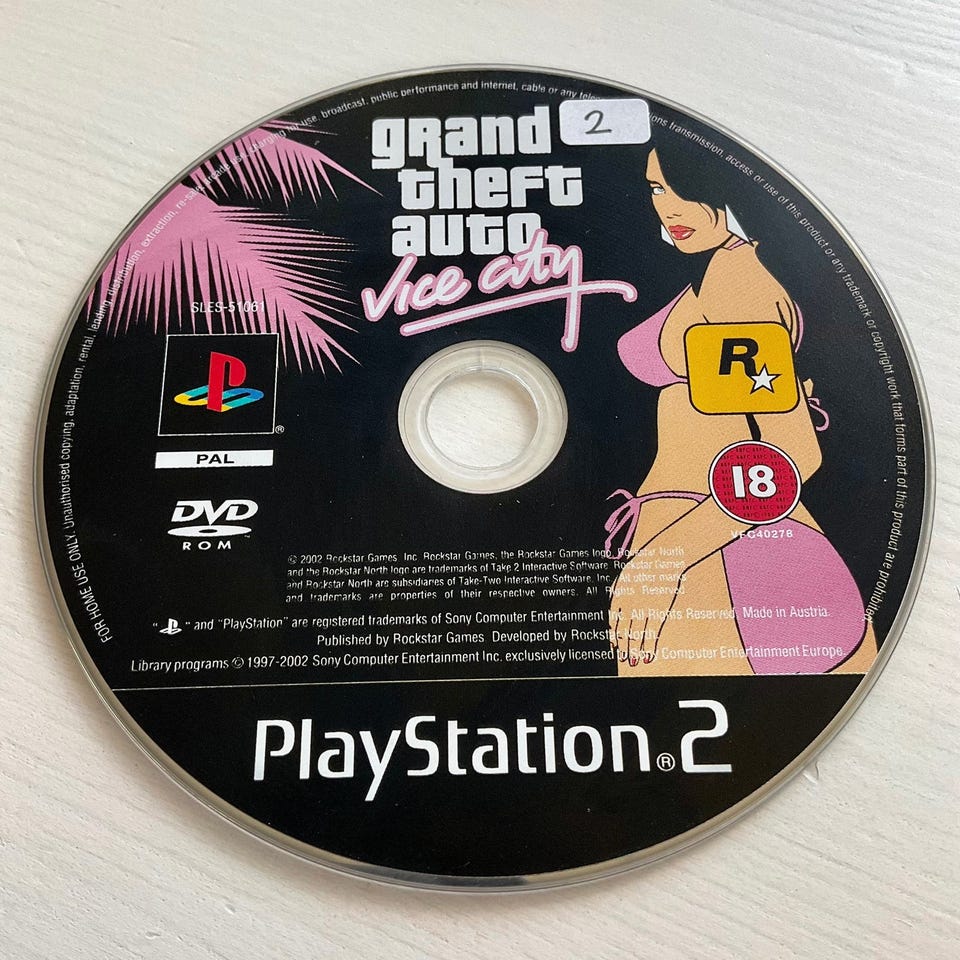 FOR HOME USE ONLY. Unauthorised copying, adaptation, rental, lending, distribution, extraction, re-sale, arcade use, charging for use, broadcast, public performance and internet, cable or any transmission, access or use of this product or any trademark or copyright work that forms part of this product are prohibited
grand
2
theft
auto
Vice City
SLES-51061
R
®
PAL
18
VFC40276
DVD
ROM
© 2002 Rockstar Games, Inc. Rockstar Games, the Rockstar Games logo, Rockstar North
and the Rockstar North logo are trademarks of Take 2 Interactive Software. Rockstar Games
and Rockstar North are subsidiaries of Take-Two Interactive Software, Inc. All other marks
and trademarks are properties of their respective owners. All Rights Reserved
" " and "PlayStation" are registered trademarks of Sony Computer Entertainment Inc. All Rights Reserved. Made in Austria.
Published by Rockstar Games. Developed by Rockstar North.
Library programs © 1997-2002 Sony Computer Entertainment Inc. exclusively licensed to Sony Computer Entertainment Europe.
PlayStation®2